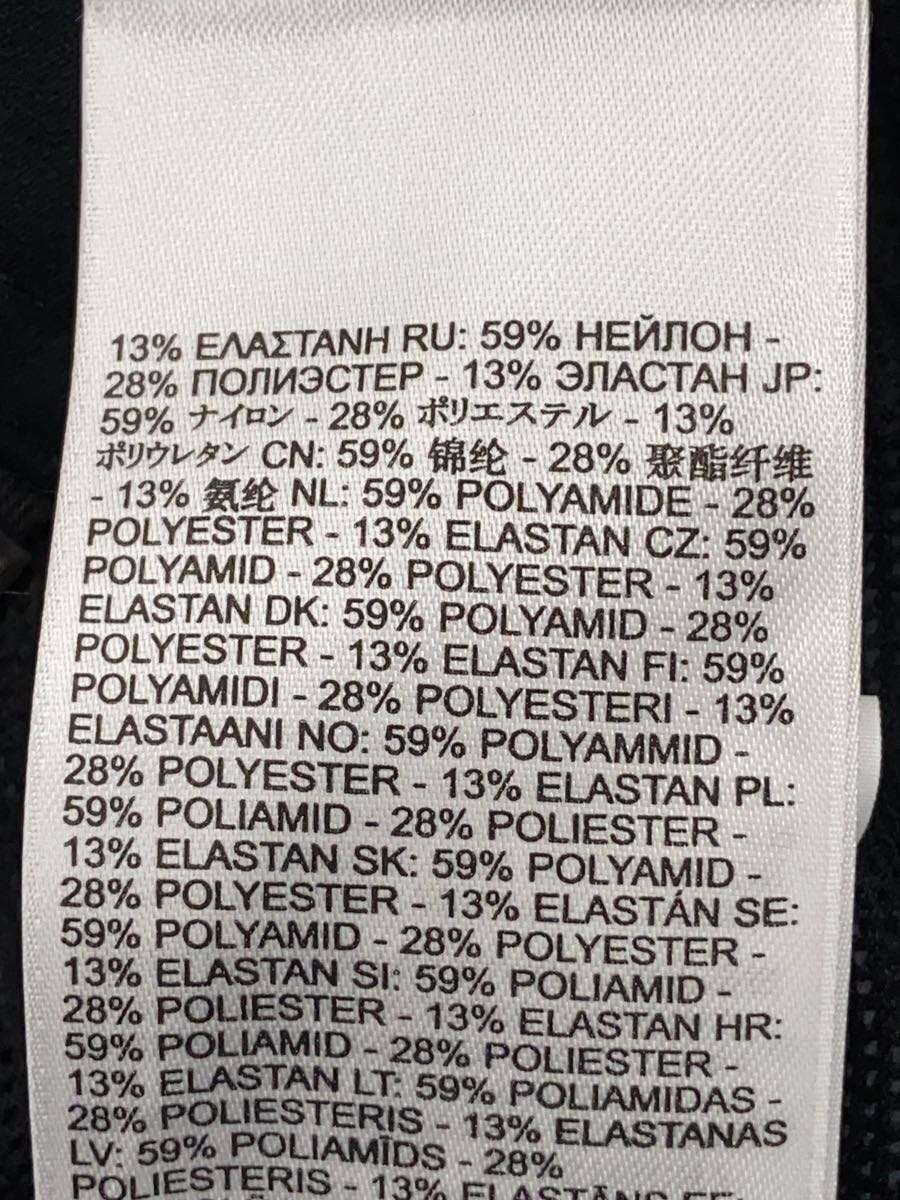 13% ΕΛΑΣΤΑΝΗ RU: 59% НЕЙЛОН -
28% ПОЛИЭСТЕР - 13% ЭЛАСТАН JP:
59% ナイロン - 28% ポリエステル - 13%
ポリウレタン CN: 59% 锦纶 - 28% 聚酯纤维
- 13% 氨纶 NL: 59% POLYAMIDE - 28%
POLYESTER - 13% ELASTAN CZ: 59%
POLYAMID - 28% POLYESTER - 13%
ELASTAN DK: 59% POLYAMID - 28%
POLYESTER - 13% ELASTAN FI: 59%
POLYAMIDI - 28% POLYESTERI - 13%
ELASTAANI NO: 59% POLYAMMID -
28% POLYESTER - 13% ELASTAN PL:
59% POLIAMID - 28% POLIESTER -
13% ELASTAN SK: 59% POLYAMID -
28% POLYESTER - 13% ELASTÁN SE:
59% POLYAMID - 28% POLYESTER -
13% ELASTAN SI: 59% POLIAMID -
28% POLIESTER - 13% ELASTAN HR:
59% POLIAMID - 28% POLIESTER -
13% ELASTAN LT: 59% POLIAMIDAS -
28% POLIESTERIS - 13% ELASTANAS
LV: 59% POLIAMĪDS - 28%
POLIESTERIS - 13% ELASTĀNS EE: